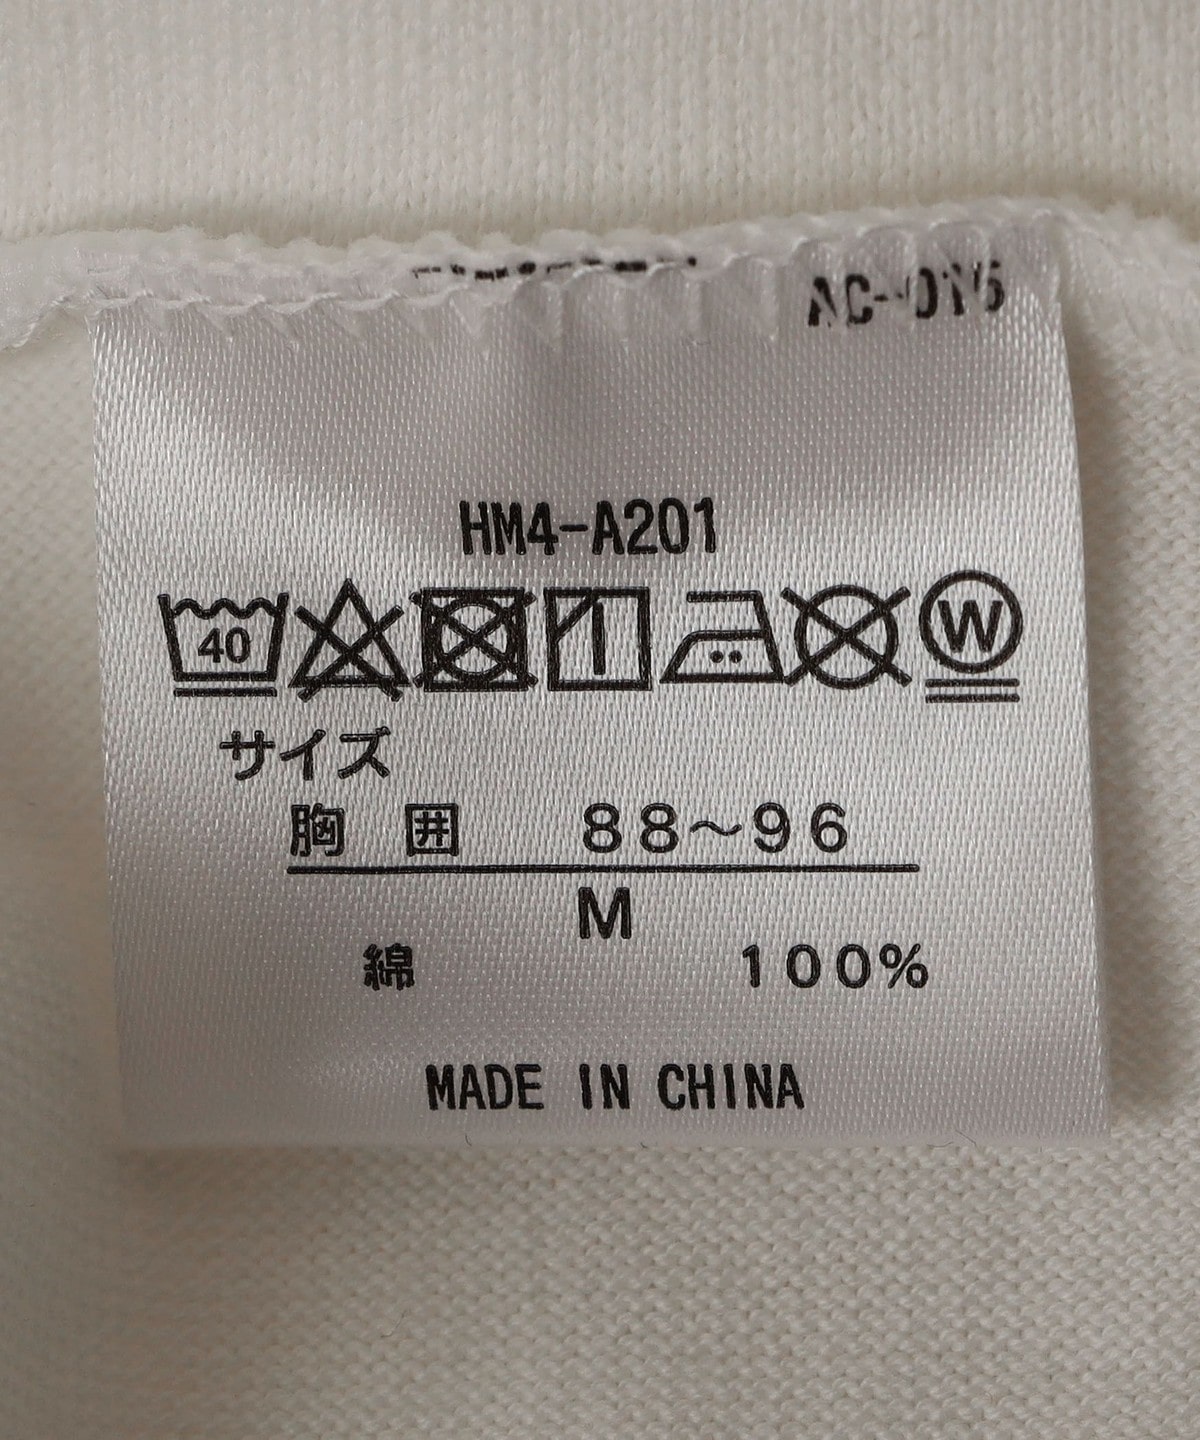 AC-016
HM4-A201
40 W
サイズ
胸 囲 88〜96
M
綿 100%
MADE IN CHINA